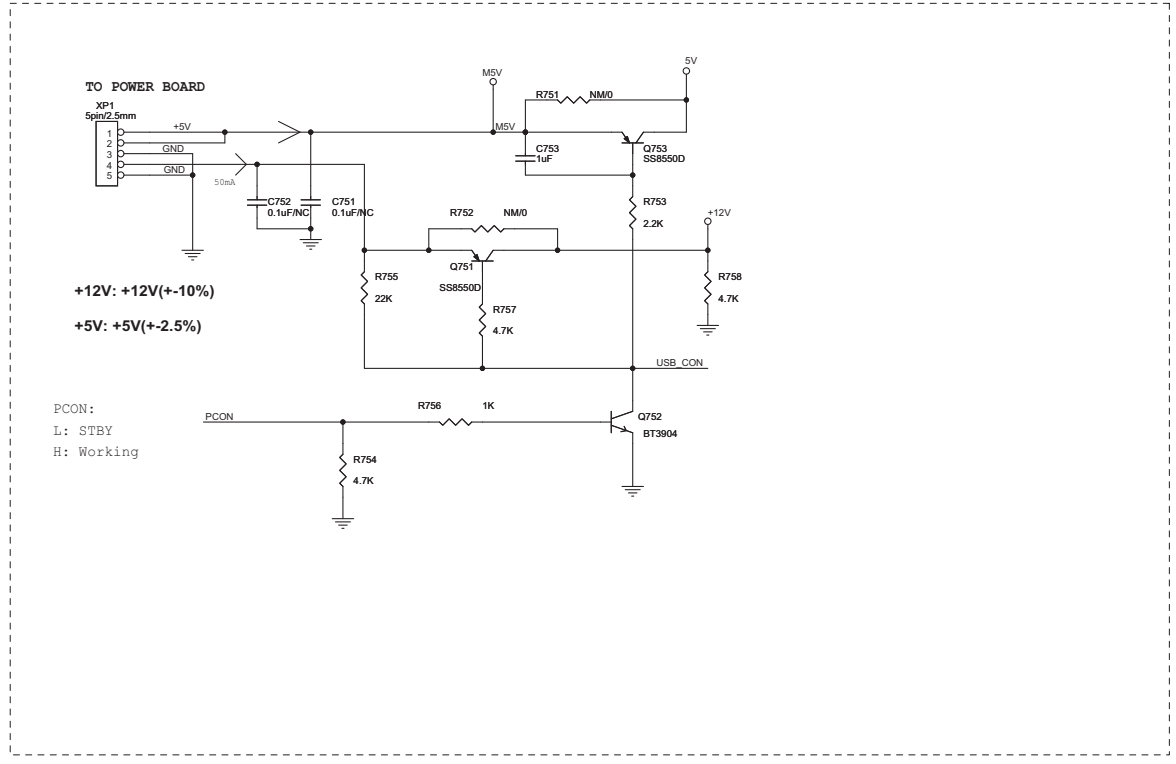 TO POWER BOARD
XP1
5pin/2.5mm
1
2
3
4
5
+5V
GND
GND
50mA
M5V
M5V
5V
R751 NM/0
C753
1uF
Q753
SS8550D
C752
0.1uF/NC
C751
0.1uF/NC
R752 NM/0
R753
2.2K
+12V
Q751
SS8550D
R755
22K
R757
4.7K
R758
4.7K
+12V: +12V(+-10%)
+5V: +5V(+-2.5%)
USB_CON
PCON:
L: STBY
H: Working
PCON
R756 1K
Q752
BT3904
R754
4.7K